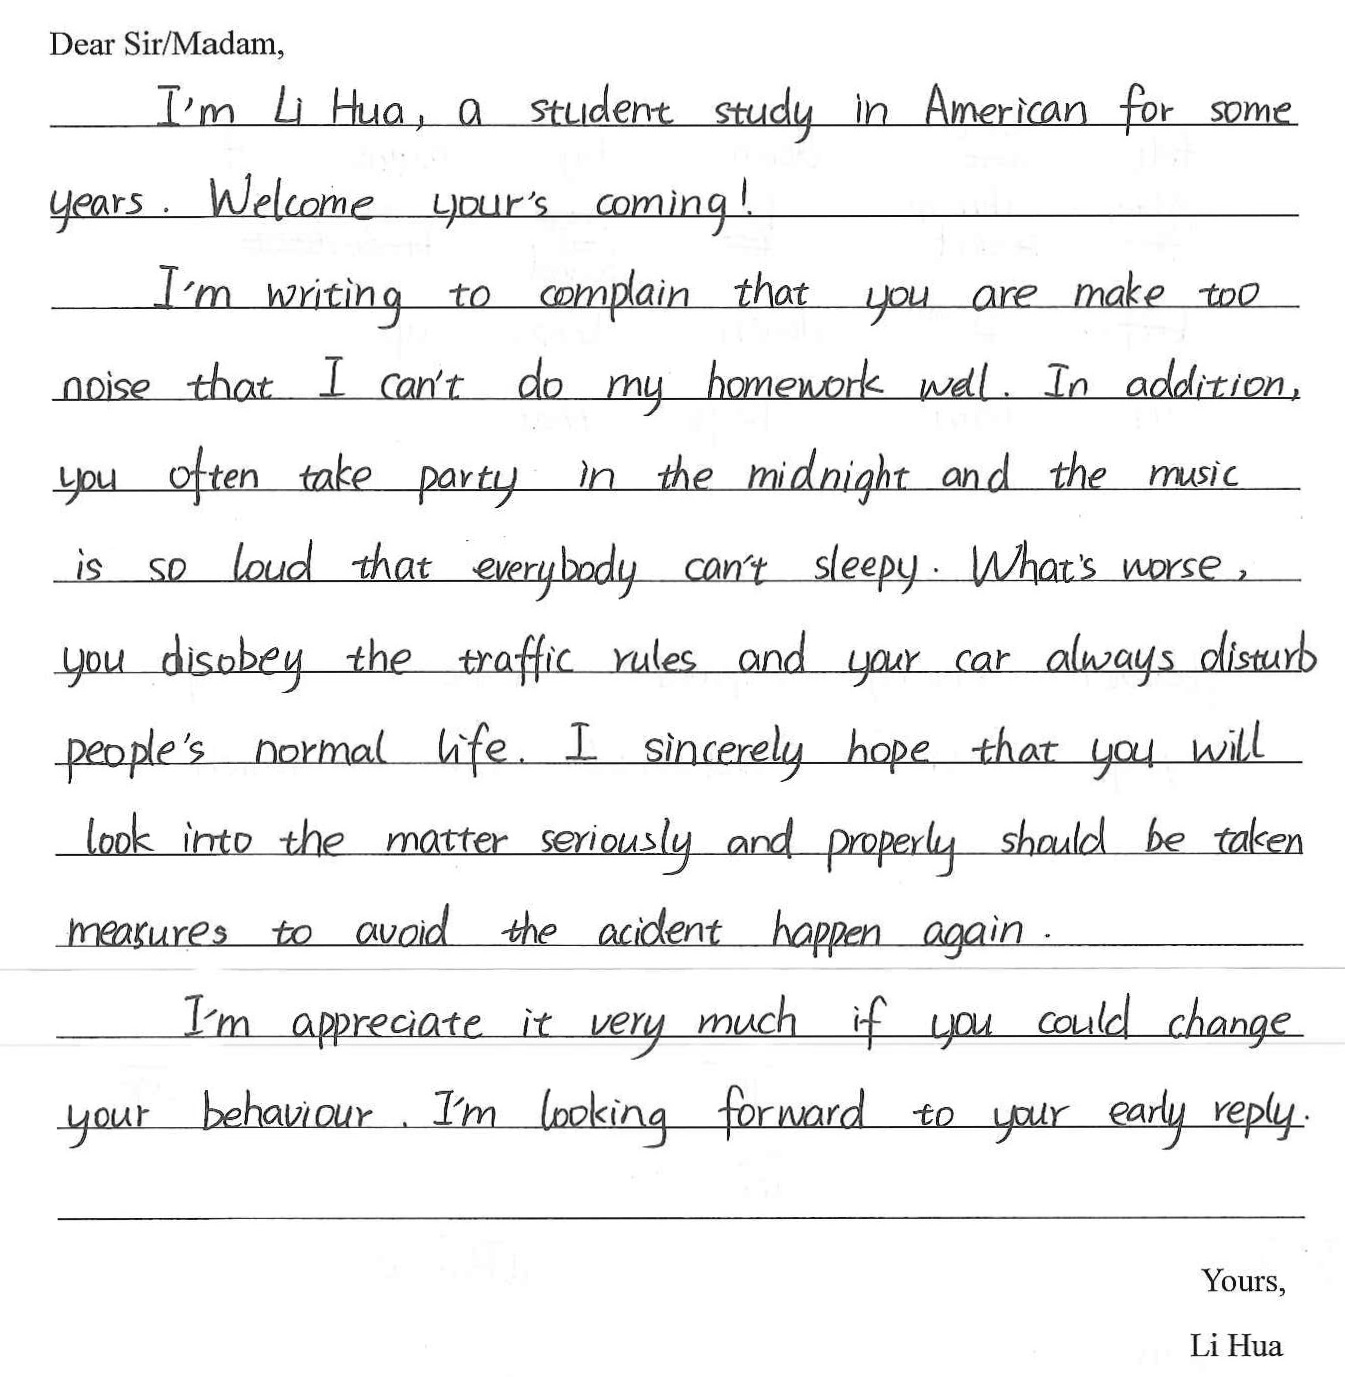 Dear Sir/Madam,
I'm Li Hua, a student study in American for some
years. Welcome your's coming!
I'm writing to complain that you are make too
noise that I can't do my homework well. In addition,
you often take party in the midnight and the music
is so loud that everybody can't sleepy. What's worse,
you disobey the traffic rules and your car always disturb
people's normal life. I sincerely hope that you will
look into the matter seriously and properly should be taken
measures to avoid the acident happen again.
I'm appreciate it very much if you could change
your behaviour. I'm looking forward to your early reply.
Yours,
Li Hua